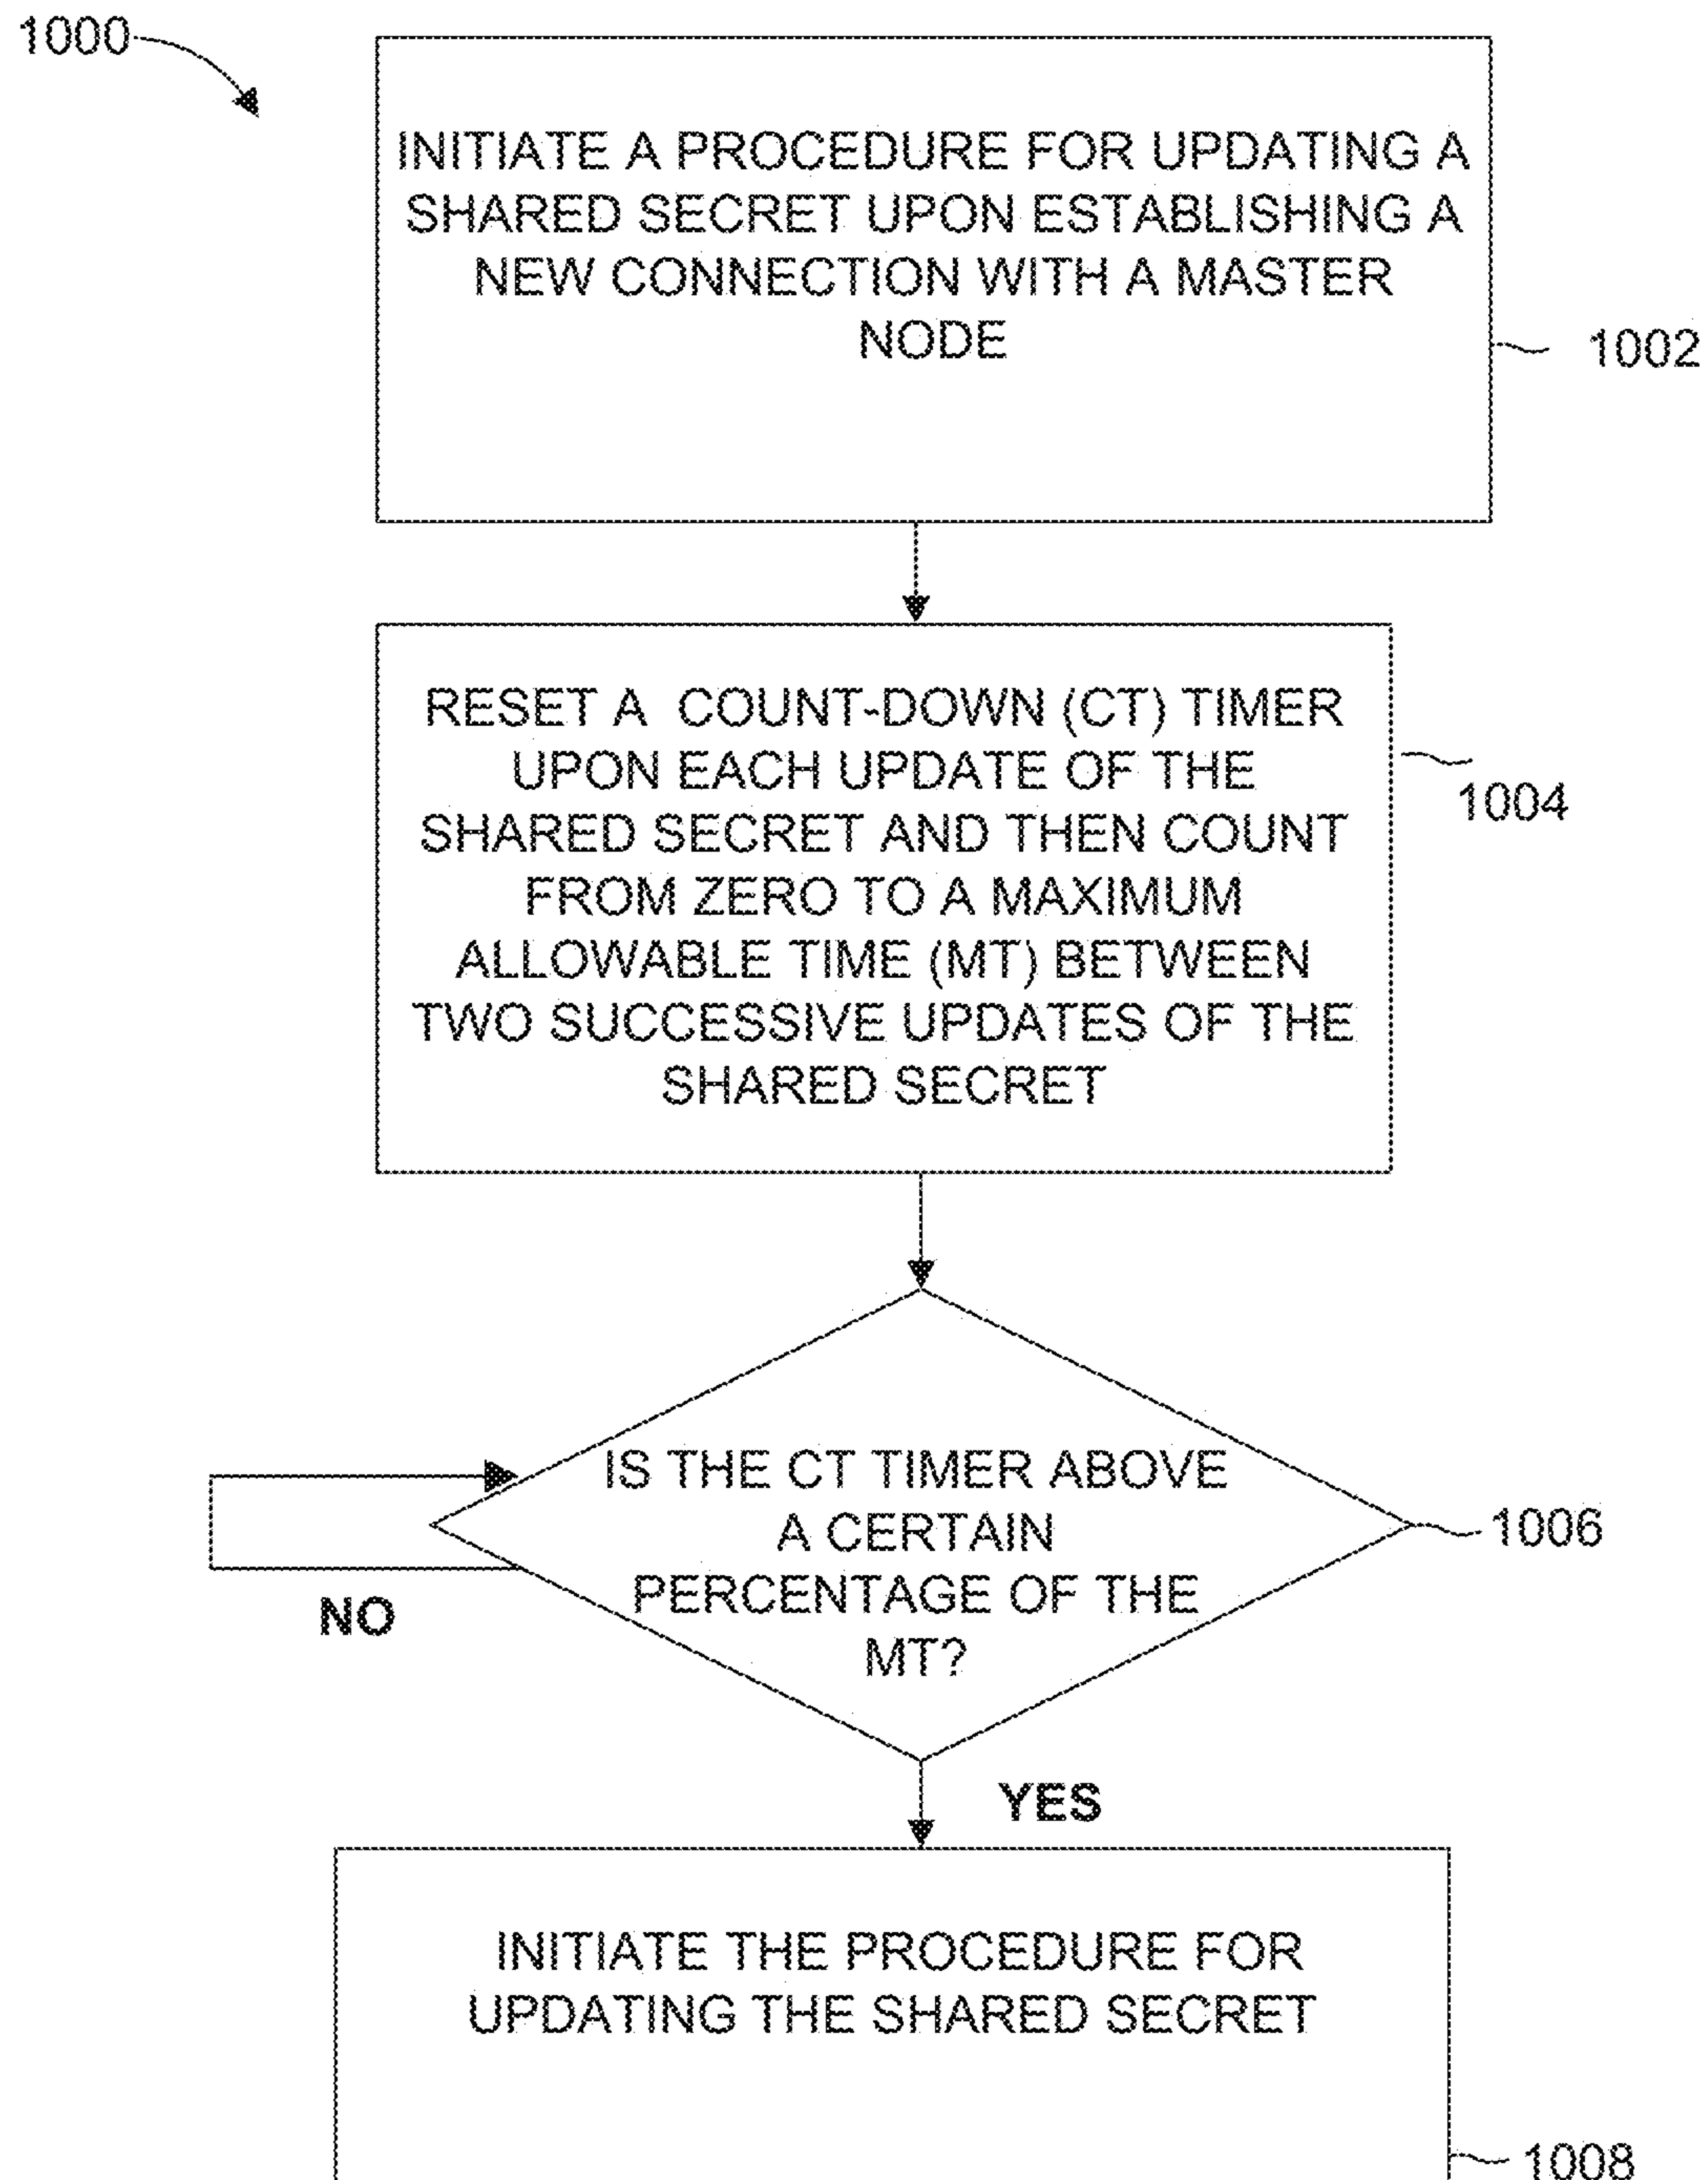 1000
INITIATE A PROCEDURE FOR UPDATING A
SHARED SECRET UPON ESTABLISHING A
NEW CONNECTION WITH A MASTER
NODE
1002
RESET A COUNT-DOWN (CT) TIMER
UPON EACH UPDATE OF THE
SHARED SECRET AND THEN COUNT
FROM ZERO TO A MAXIMUM
ALLOWABLE TIME (MT) BETWEEN
TWO SUCCESSIVE UPDATES OF THE
SHARED SECRET
1004
IS THE CT TIMER ABOVE
A CERTAIN
PERCENTAGE OF THE
MT?
1006
NO
YES
INITIATE THE PROCEDURE FOR
UPDATING THE SHARED SECRET
1008